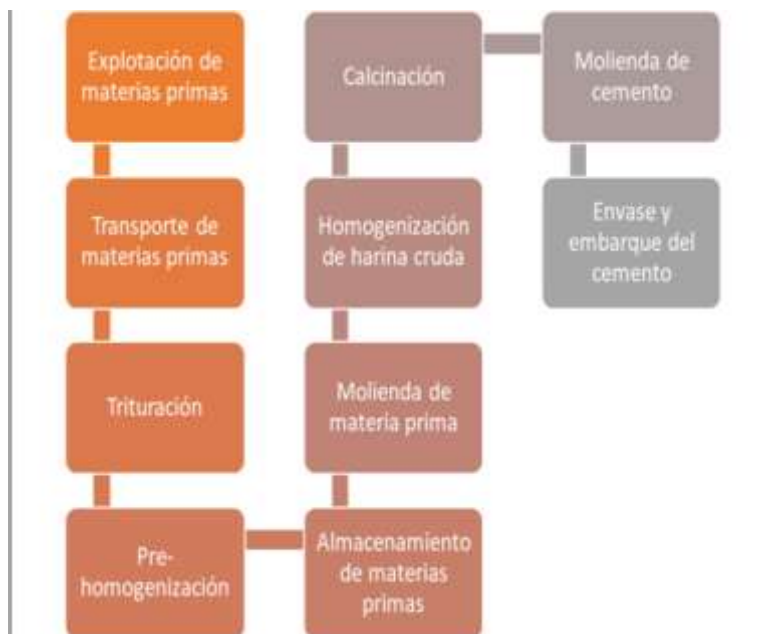 Explotación de
materias primas
Transporte de
materias primas
Trituración
Pre-
homogenización
Almacenamiento
de materias
primas
Molienda de
materia prima
Homogenización
de harina cruda
Calcinación
Molienda de
cemento
Envase y
embarque del
cemento